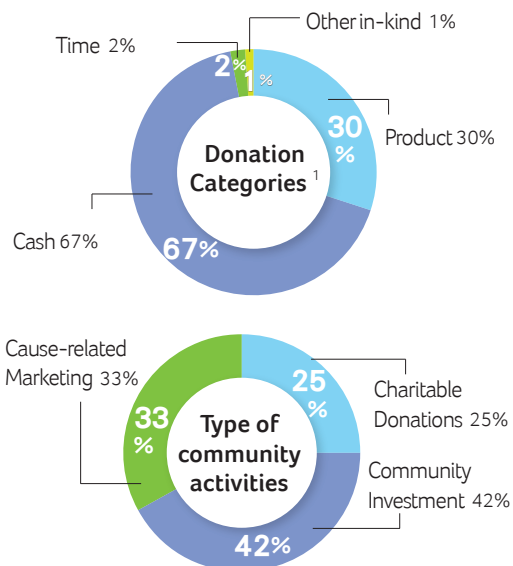 Other in-kind 1%
Time 2%
2%
1%
30
%
Product 30%
Donation
Categories 1
Cash 67%
67%
Cause-related
Marketing 33%
25
%
Charitable
Donations 25%
33
%
Type of
community
activities
Community
Investment 42%
42%